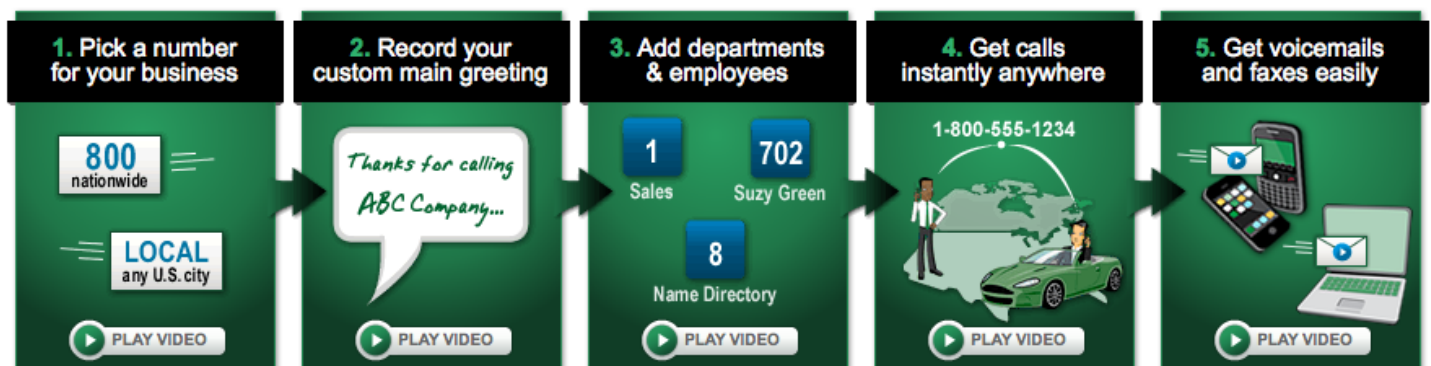 1. Pick a number
for your business
800
nationwide
LOCAL
any U.S. city
PLAY VIDEO
2. Record your
custom main greeting
Thanks for calling
ABC Company...
PLAY VIDEO
3. Add departments
& employees
1
Sales
702
Suzy Green
8
Name Directory
PLAY VIDEO
4. Get calls
instantly anywhere
1-800-555-1234
PLAY VIDEO
5. Get voicemails
and faxes easily
PLAY VIDEO